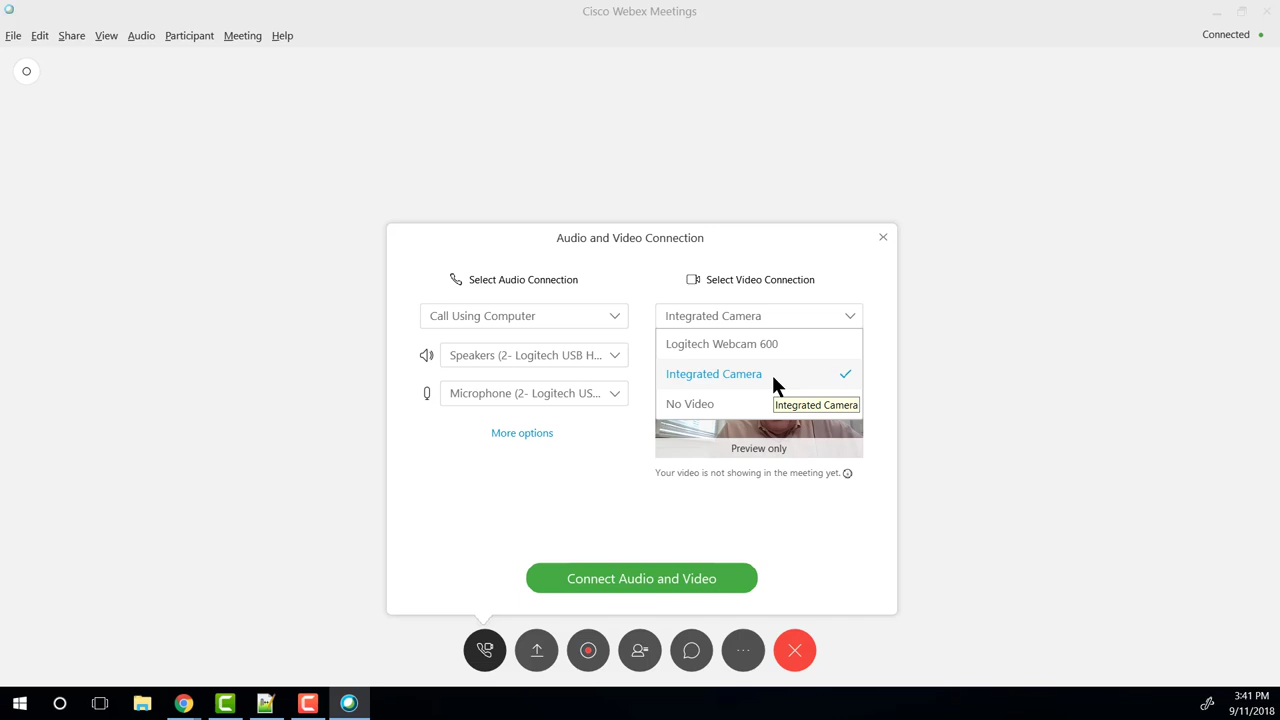 Cisco Webex Meetings
File Edit Share View Audio Participant Meeting Help
Connected
Audio and Video Connection
Select Audio Connection
Select Video Connection
Call Using Computer
Integrated Camera
Logitech Webcam 600
Speakers (2- Logitech USB H...
Integrated Camera
Microphone (2- Logitech US...
No Video
Integrated Camera
More options
Preview only
Your video is not showing in the meeting yet.
Connect Audio and Video
3:41 PM
9/11/2018